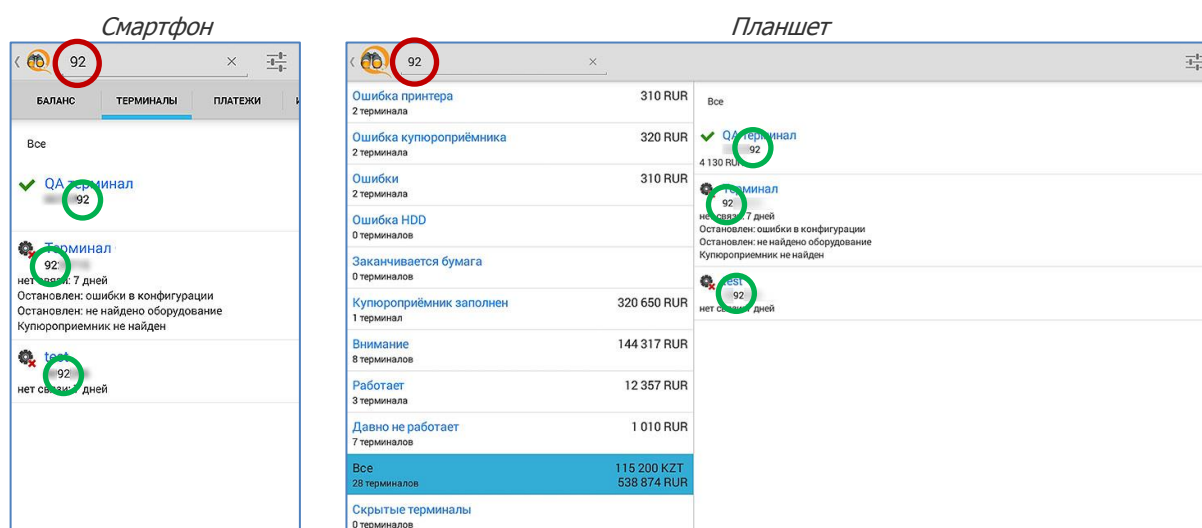 Смартфон
92
БАЛАНС ТЕРМИНАЛЫ ПЛАТЕЖИ
Все
QA терминал
92
Терминал
92
нет связи: 7 дней
Остановлен: ошибки в конфигурации
Остановлен: не найдено оборудование
Купюроприемник не найден
test
92
нет связи: 7 дней
Планшет
92
Ошибка принтера 310 RUR
2 терминала
Ошибка купюроприёмника 320 RUR
2 терминала
Ошибки 310 RUR
2 терминала
Ошибка HDD
0 терминалов
Заканчивается бумага
0 терминалов
Купюроприёмник заполнен 320 650 RUR
1 терминал
Внимание 144 317 RUR
8 терминалов
Работает 12 357 RUR
3 терминала
Давно не работает 1 010 RUR
7 терминалов
Все 115 200 KZT
28 терминалов 538 874 RUR
Скрытые терминалы
0 терминалов
Все
QA терминал
92
4 130 RUR
Терминал
92
нет связи: 7 дней
Остановлен: ошибки в конфигурации
Остановлен: не найдено оборудование
Купюроприемник не найден
test
92
нет связи: 7 дней